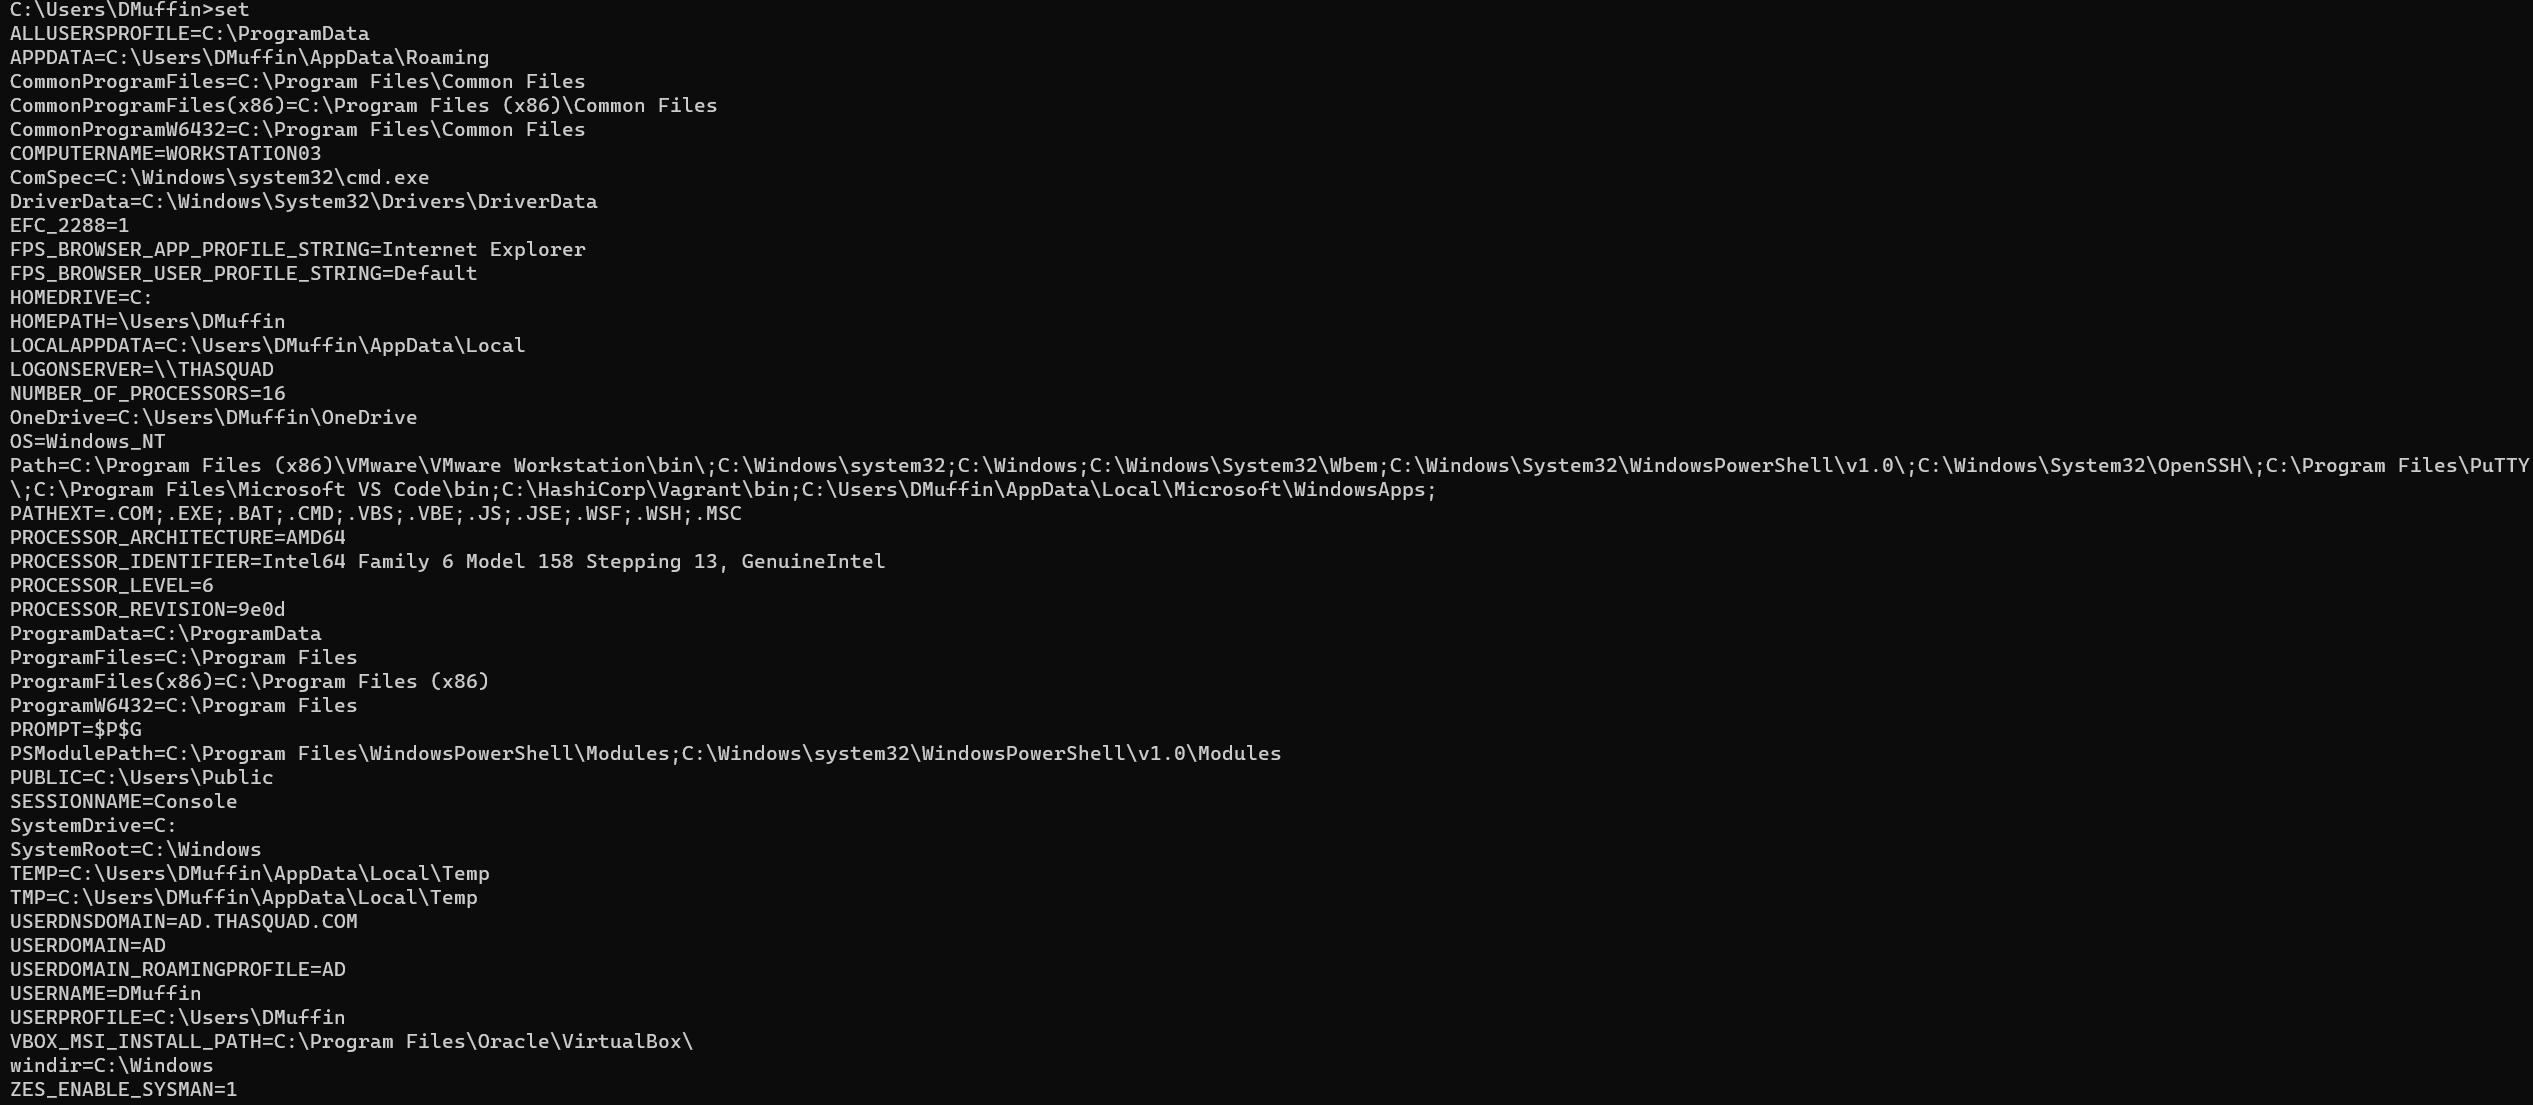 C:\Users\DMuffin>set
ALLUSERSPROFILE=C:\ProgramData
APPDATA=C:\Users\DMuffin\AppData\Roaming
CommonProgramFiles=C:\Program Files\Common Files
CommonProgramFiles(x86)=C:\Program Files (x86)\Common Files
CommonProgramW6432=C:\Program Files\Common Files
COMPUTERNAME=WORKSTATION03
ComSpec=C:\Windows\system32\cmd.exe
DriverData=C:\Windows\System32\Drivers\DriverData
EFC_2288=1
FPS_BROWSER_APP_PROFILE_STRING=Internet Explorer
FPS_BROWSER_USER_PROFILE_STRING=Default
HOMEDRIVE=C:
HOMEPATH=\Users\DMuffin
LOCALAPPDATA=C:\Users\DMuffin\AppData\Local
LOGONSERVER=\\THASQUAD
NUMBER_OF_PROCESSORS=16
OneDrive=C:\Users\DMuffin\OneDrive
OS=Windows_NT
Path=C:\Program Files (x86)\VMware\VMware Workstation\bin\;C:\Windows\system32;C:\Windows;C:\Windows\System32\Wbem;C:\Windows\System32\WindowsPowerShell\v1.0\;C:\Windows\System32\OpenSSH\;C:\Program Files\PuTTY
\;C:\Program Files\Microsoft VS Code\bin;C:\HashiCorp\Vagrant\bin;C:\Users\DMuffin\AppData\Local\Microsoft\WindowsApps;
PATHEXT=.COM;.EXE;.BAT;.CMD;.VBS;.VBE;.JS;.JSE;.WSF;.WSH;.MSC
PROCESSOR_ARCHITECTURE=AMD64
PROCESSOR_IDENTIFIER=Intel64 Family 6 Model 158 Stepping 13, GenuineIntel
PROCESSOR_LEVEL=6
PROCESSOR_REVISION=9e0d
ProgramData=C:\ProgramData
ProgramFiles=C:\Program Files
ProgramFiles(x86)=C:\Program Files (x86)
ProgramW6432=C:\Program Files
PROMPT=$P$G
PSModulePath=C:\Program Files\WindowsPowerShell\Modules;C:\Windows\system32\WindowsPowerShell\v1.0\Modules
PUBLIC=C:\Users\Public
SESSIONNAME=Console
SystemDrive=C:
SystemRoot=C:\Windows
TEMP=C:\Users\DMuffin\AppData\Local\Temp
TMP=C:\Users\DMuffin\AppData\Local\Temp
USERDNSDOMAIN=AD.THASQUAD.COM
USERDOMAIN=AD
USERDOMAIN_ROAMINGPROFILE=AD
USERNAME=DMuffin
USERPROFILE=C:\Users\DMuffin
VBOX_MSI_INSTALL_PATH=C:\Program Files\Oracle\VirtualBox\
windir=C:\Windows
ZES_ENABLE_SYSMAN=1